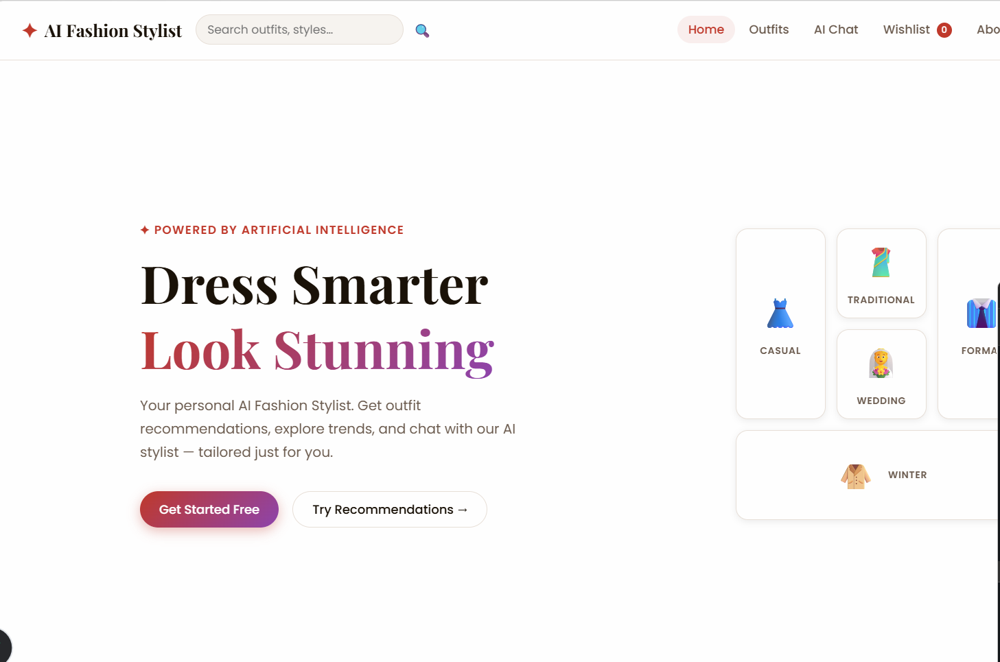 ✦ AI Fashion Stylist
Search outfits, styles...
Home
Outfits
AI Chat
Wishlist 0
Abo
✦ POWERED BY ARTIFICIAL INTELLIGENCE
Dress Smarter
Look Stunning
Your personal AI Fashion Stylist. Get outfit
recommendations, explore trends, and chat with our AI
stylist — tailored just for you.
Get Started Free
Try Recommendations →
CASUAL
TRADITIONAL
WEDDING
FORMA
WINTER